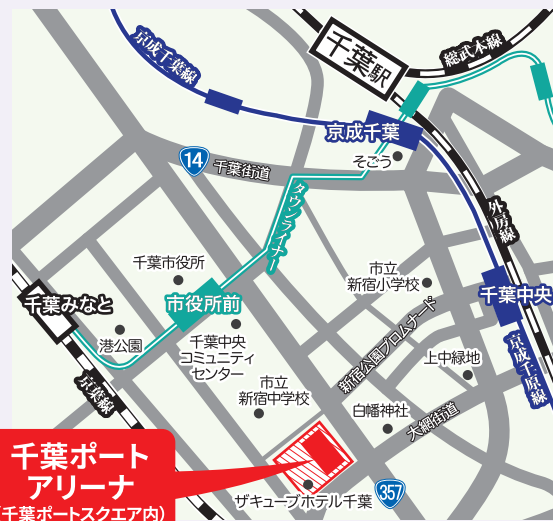 千葉駅
総武本線
京成千葉線
京成千葉
そごう
14
千葉街道
タウンライナー
外房線
千葉市役所
市立
新宿小学校
千葉中央
千葉みなと
市役所前
港公園
千葉中央
コミュニティ
センター
新宿公園プロムナード
京成千原線
上中緑地
京葉線
市立
新宿中学校
白幡神社
大網街道
千葉ポート
アリーナ
(千葉ポートスクエア内)
ザキューブホテル千葉
357